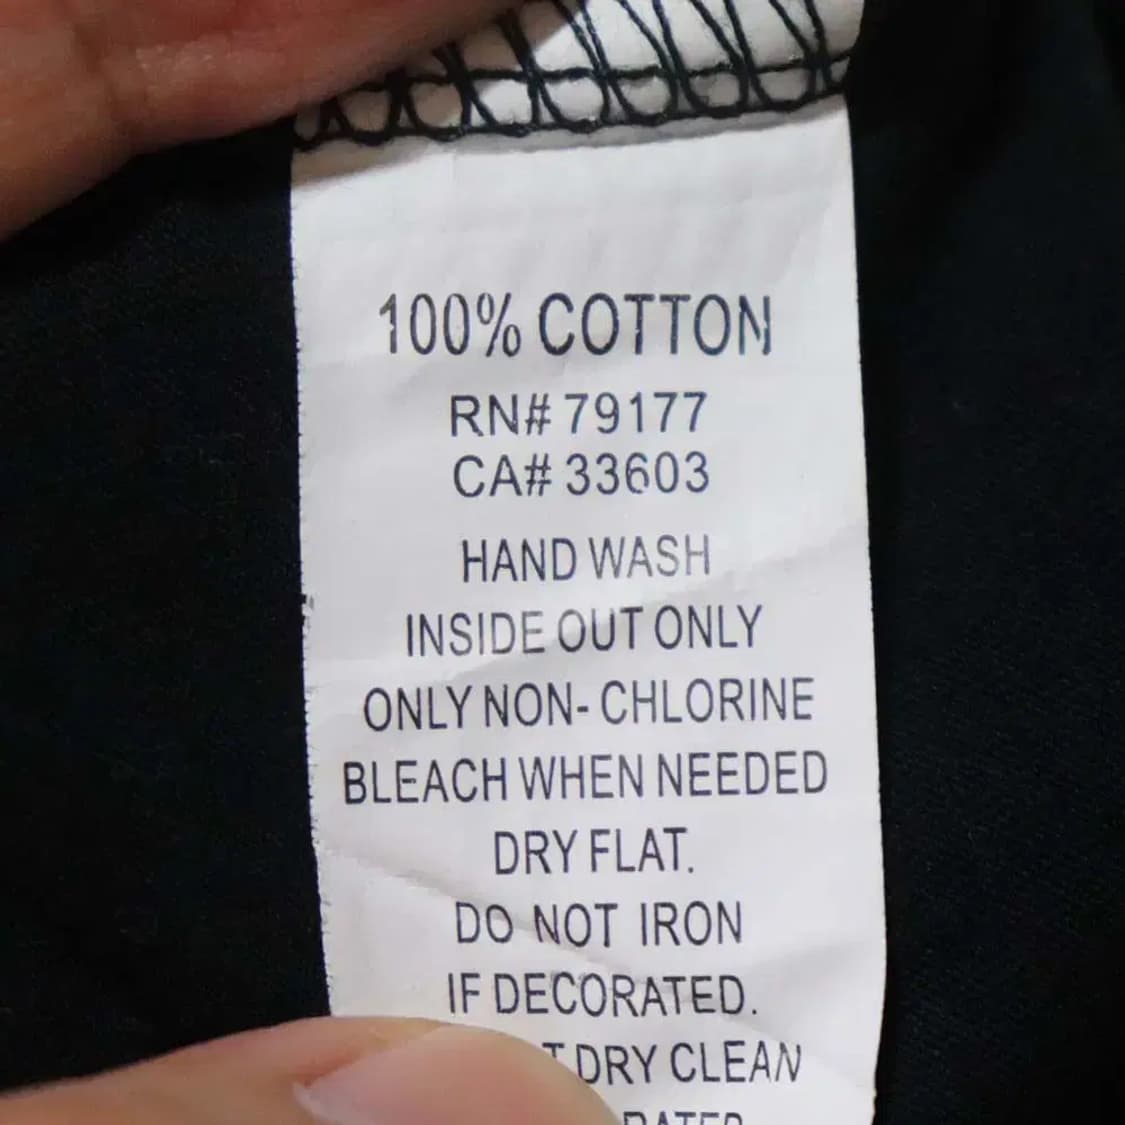 100% COTTON
RN# 79177
CA# 33603
HAND WASH
INSIDE OUT ONLY
ONLY NON- CHLORINE
BLEACH WHEN NEEDED
DRY FLAT.
DO NOT IRON
IF DECORATED.
DRY CLEAN